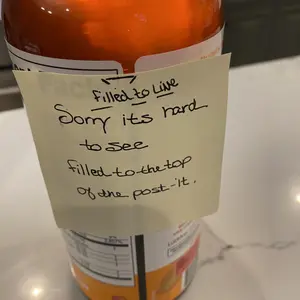 Filled to Line
Sorry its hard
to see
filled-to-the-top
of the post-it.